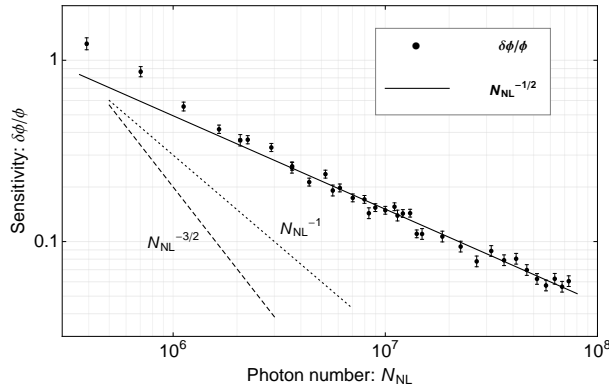 1
0.1
Sensitivity: δϕ/ϕ
δϕ/ϕ
N_NL^−1/2
N_NL^−1
N_NL^−3/2
10^6
10^7
10^8
Photon number: N_NL